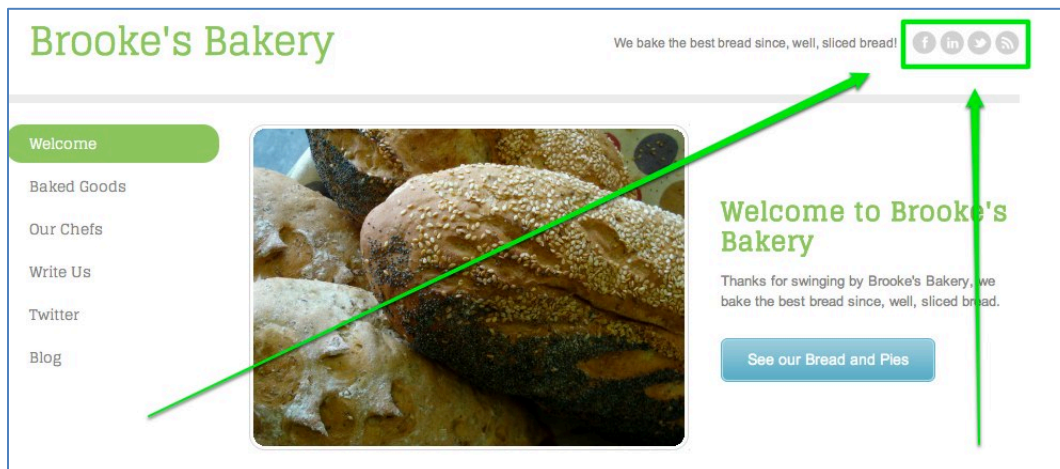 Brooke's Bakery
We bake the best bread since, well, sliced bread!
f in
Welcome
Baked Goods
Our Chefs
Write Us
Twitter
Blog
Welcome to Brooke's
Bakery
Thanks for swinging by Brooke's Bakery, we
bake the best bread since, well, sliced bread.
See our Bread and Pies